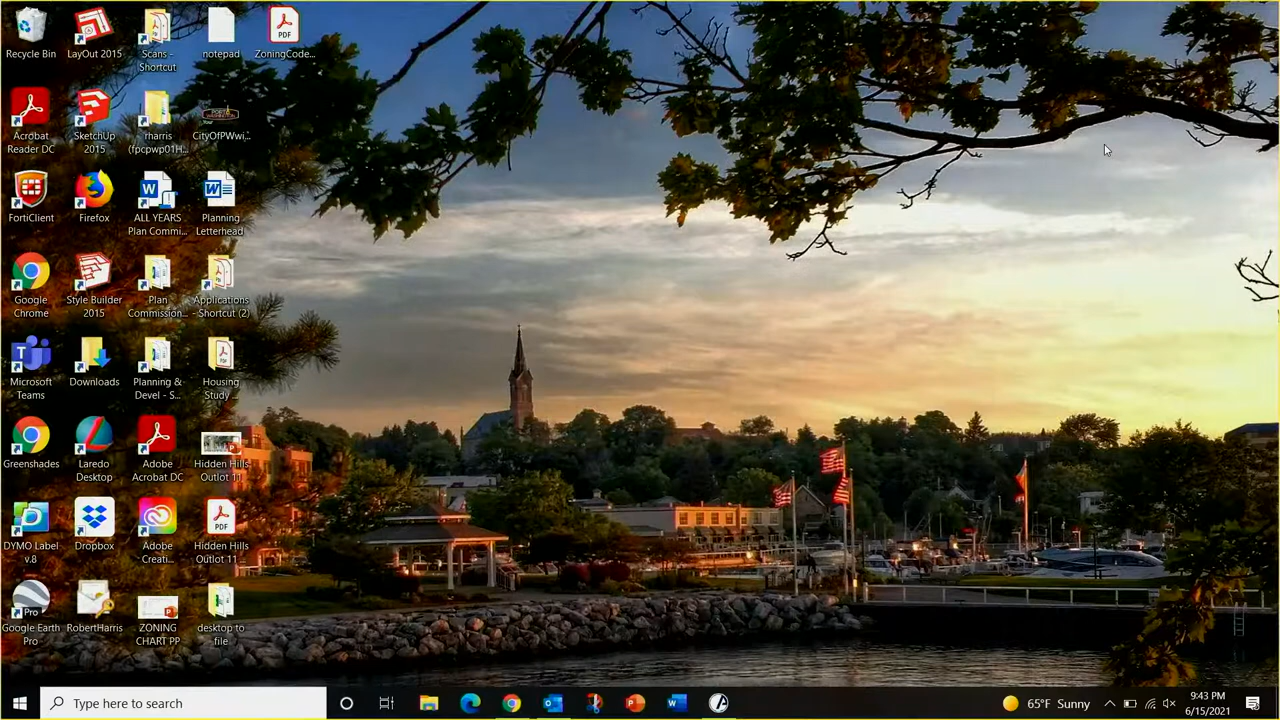 Recycle Bin
LayOut 2015
Scans -
Shortcut
notepad
ZoningCode...
Acrobat
Reader DC
SketchUp
2015
rharris
(fpcpwp01H...
CityOfPWwi...
FortiClient
Firefox
ALL YEARS
Plan Commi...
Planning
Letterhead
Google
Chrome
Style Builder
2015
Plan
Commission...
Applications
- Shortcut (2)
Microsoft
Teams
Downloads
Planning &
Devel - S...
Housing
Study ...
Greenshades
Laredo
Desktop
Adobe
Acrobat DC
Hidden Hills
Outlot 11
DYMO Label
v.8
Dropbox
Adobe
Creati...
Hidden Hills
Outlot 11
Google Earth
Pro
RobertHarris
ZONING
CHART PP
desktop to
file
PDF
PDF
Pro
Type here to search
65°F Sunny
9:43 PM
6/15/2021